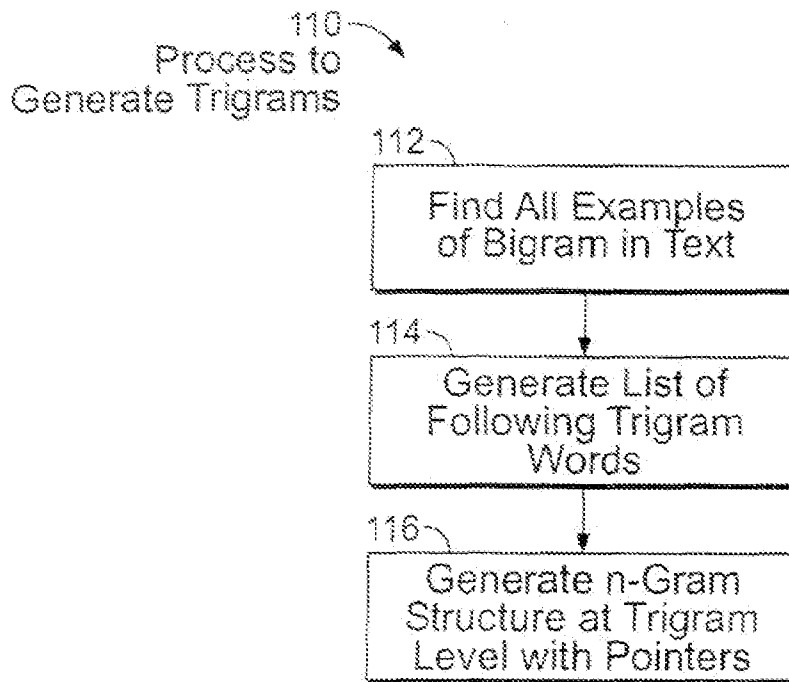 110
Process to
Generate Trigrams
112
Find All Examples
of Bigram in Text
114
Generate List of
Following Trigram
Words
116
Generate n-Gram
Structure at Trigram
Level with Pointers